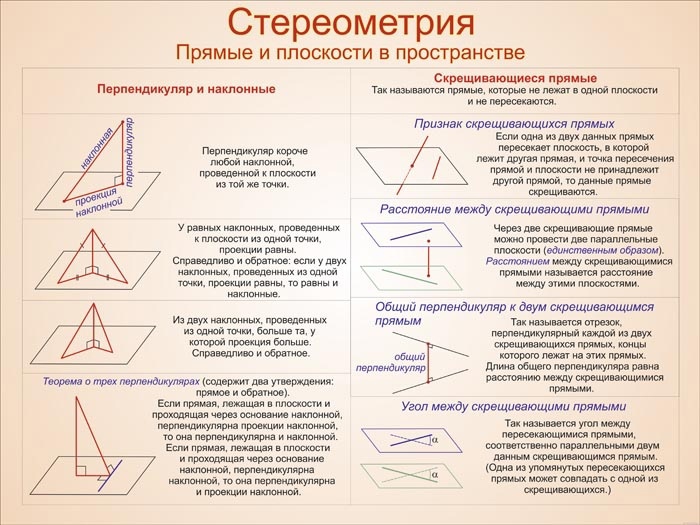 Стереометрия
Прямые и плоскости в пространстве
Перпендикуляр и наклонные
наклонная
перпендикуляр
проекция
наклонной
Перпендикуляр короче
любой наклонной,
проведенной к плоскости
из той же точки.
У равных наклонных, проведенных
к плоскости из одной точки,
проекции равны.
Справедливо и обратное: если у двух
наклонных, проведенных из одной
точки, проекции равны, то равны и
наклонные.
Из двух наклонных, проведенных
из одной точки, больше та, у
которой проекция больше.
Справедливо и обратное.
Теорема о трех перпендикулярах (содержит два утверждения:
прямое и обратное).
Если прямая, лежащая в плоскости и
проходящая через основание наклонной,
перпендикулярна проекции наклонной,
то она перпендикулярна и наклонной.
Если прямая, лежащая в плоскости
и проходящая через основание
наклонной, перпендикулярна
наклонной, то она перпендикулярна
и проекции наклонной.
Скрещивающиеся прямые
Так называются прямые, которые не лежат в одной плоскости
и не пересекаются.
Признак скрещивающихся прямых
Если одна из двух данных прямых
пересекает плоскость, в которой
лежит другая прямая, и точка пересечения
прямой и плоскости не принадлежит
другой прямой, то данные прямые
скрещиваются.
Расстояние между скрещивающими прямыми
Через две скрещивающие прямые
можно провести две параллельные
плоскости (единственным образом).
Расстоянием между скрещивающимися
прямыми называется расстояние
между этими плоскостями.
Общий перпендикуляр к двум скрещивающимся
прямым
общий
перпендикуляр
Так называется отрезок,
перпендикулярный каждой из двух
скрещивающихся прямых, концы
которого лежат на этих прямых.
Длина общего перпендикуляра равна
расстоянию между скрещивающимися
прямыми.
Угол между скрещивающими прямыми
α
α
Так называется угол между
пересекающимися прямыми,
соответственно параллельными двум
данным скрещивающимся прямым.
(Одна из упомянутых пересекающихся
прямых может совпадать с одной из
скрещивающихся.)